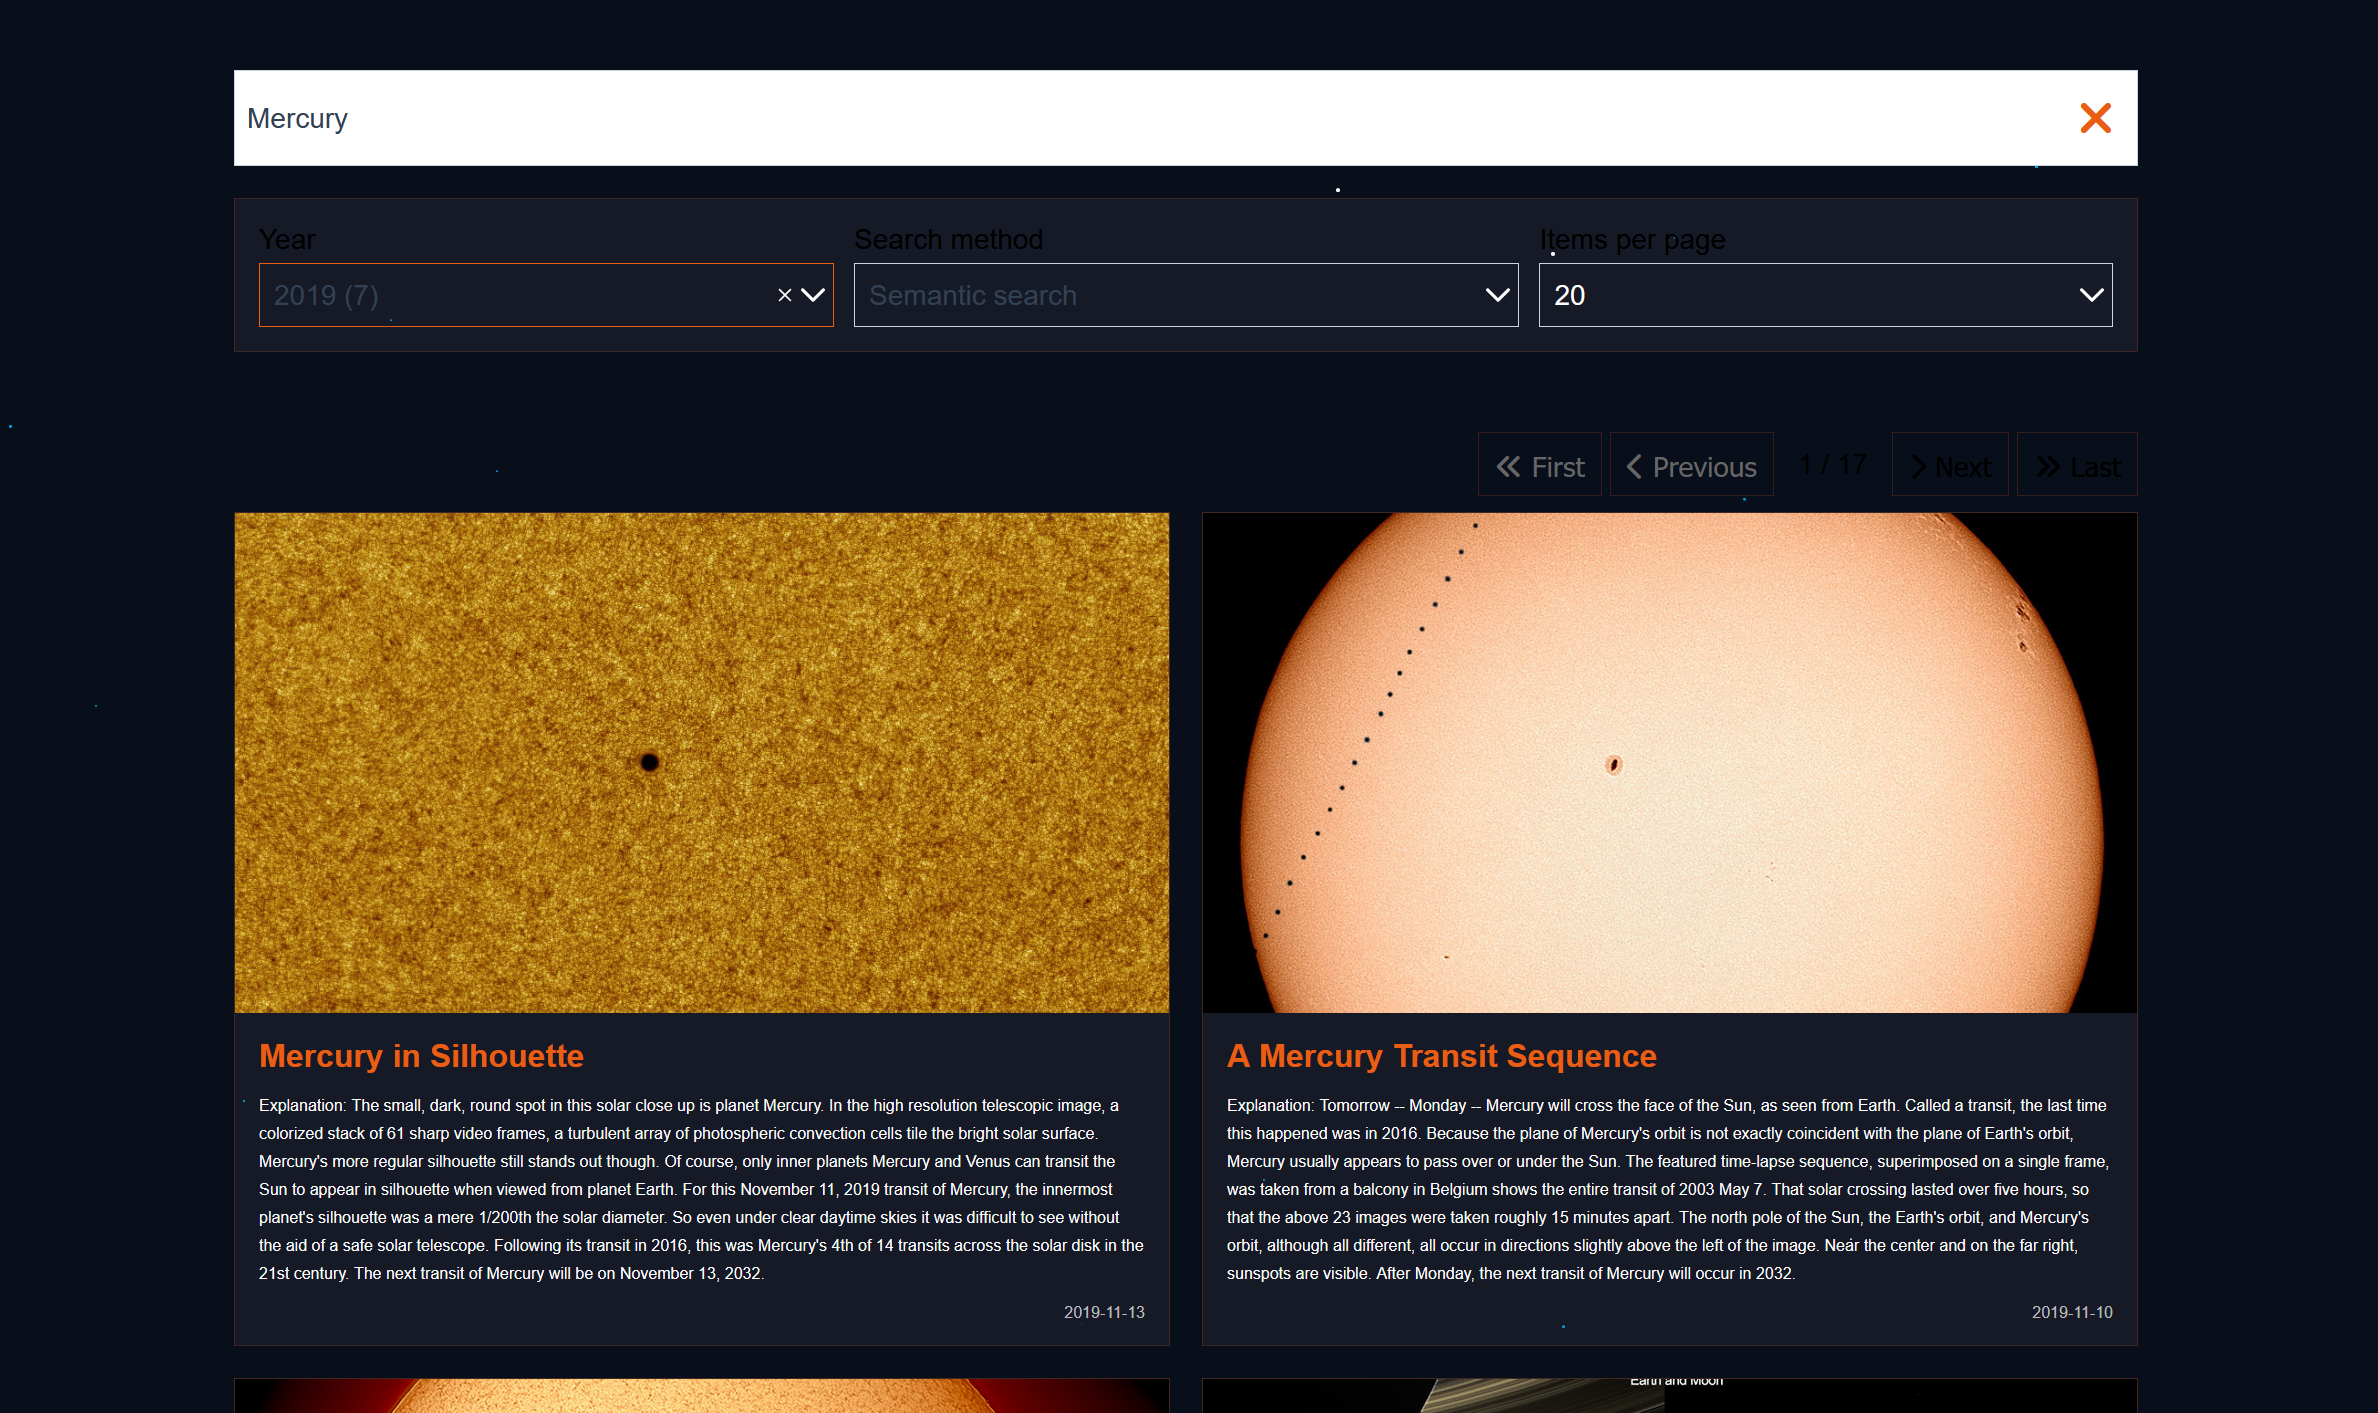 Mercury
Year
Search method
Items per page
2019 (7)
Semantic search
20
First
Previous
1 / 17
Next
Last
Mercury in Silhouette
Explanation: The small, dark, round spot in this solar close up is planet Mercury. In the high resolution telescopic image, a
colorized stack of 61 sharp video frames, a turbulent array of photospheric convection cells tile the bright solar surface.
Mercury's more regular silhouette still stands out though. Of course, only inner planets Mercury and Venus can transit the
Sun to appear in silhouette when viewed from planet Earth. For this November 11, 2019 transit of Mercury, the innermost
planet's silhouette was a mere 1/200th the solar diameter. So even under clear daytime skies it was difficult to see without
the aid of a safe solar telescope. Following its transit in 2016, this was Mercury's 4th of 14 transits across the solar disk in the
21st century. The next transit of Mercury will be on November 13, 2032.
2019-11-13
A Mercury Transit Sequence
Explanation: Tomorrow -- Monday -- Mercury will cross the face of the Sun, as seen from Earth. Called a transit, the last time
this happened was in 2016. Because the plane of Mercury's orbit is not exactly coincident with the plane of Earth's orbit,
Mercury usually appears to pass over or under the Sun. The featured time-lapse sequence, superimposed on a single frame,
was taken from a balcony in Belgium shows the entire transit of 2003 May 7. That solar crossing lasted over five hours, so
that the above 23 images were taken roughly 15 minutes apart. The north pole of the Sun, the Earth's orbit, and Mercury's
orbit, although all different, all occur in directions slightly above the left of the image. Near the center and on the far right,
sunspots are visible. After Monday, the next transit of Mercury will occur in 2032.
2019-11-10
Earth and Moon